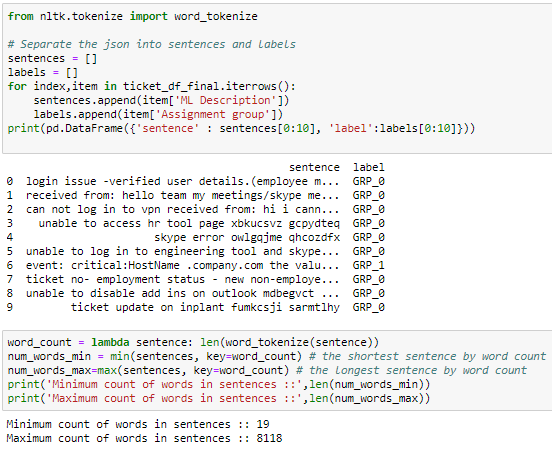 from nltk.tokenize import word_tokenize
# Separate the json into sentences and labels
sentences = []
labels = []
for index,item in ticket_df_final.iterrows():
    sentences.append(item['ML Description'])
    labels.append(item['Assignment group'])
print(pd.DataFrame({'sentence' : sentences[0:10], 'label':labels[0:10]}))
sentence label
0 login issue -verified user details.(employee m... GRP_0
1 received from: hello team my meetings/skype me... GRP_0
2 can not log in to vpn received from: hi i cann... GRP_0
3 unable to access hr tool page xbkucsvz gcpydteq GRP_0
4 skype error owlgqjme qhcozdfx GRP_0
5 unable to log in to engineering tool and skype... GRP_0
6 event: critical:HostName .company.com the valu... GRP_1
7 ticket no- employment status - new non-employe... GRP_0
8 unable to disable add ins on outlook mdbegvct ... GRP_0
9 ticket update on inplant fumkcsji sarmtlhy GRP_0
word_count = lambda sentence: len(word_tokenize(sentence))
num_words_min = min(sentences, key=word_count) # the shortest sentence by word count
num_words_max=max(sentences, key=word_count) # the longest sentence by word count
print('Minimum count of words in sentences ::',len(num_words_min))
print('Maximum count of words in sentences ::',len(num_words_max))
Minimum count of words in sentences :: 19
Maximum count of words in sentences :: 8118